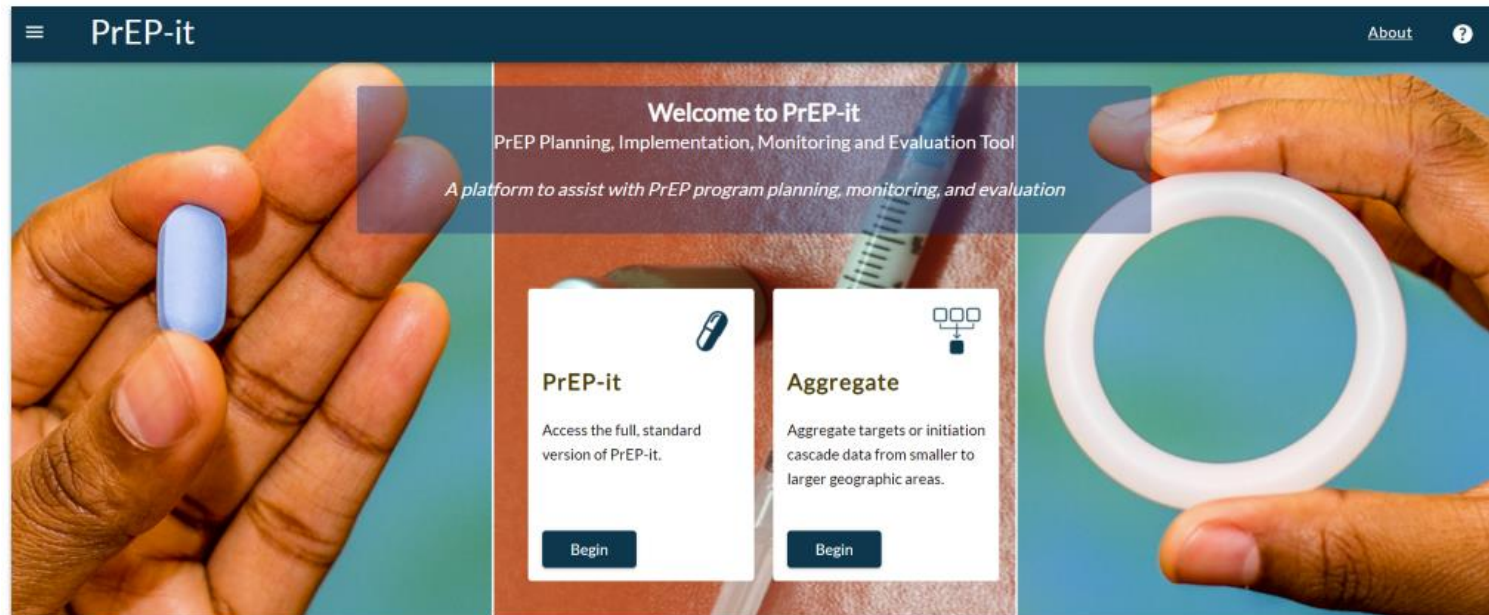 PrEP-it
About
?
Welcome to PrEP-it
PrEP Planning, Implementation, Monitoring and Evaluation Tool
A platform to assist with PrEP program planning, monitoring, and evaluation
PrEP-it
Access the full, standard
version of PrEP-it.
Begin
Aggregate
Aggregate targets or initiation
cascade data from smaller to
larger geographic areas.
Begin